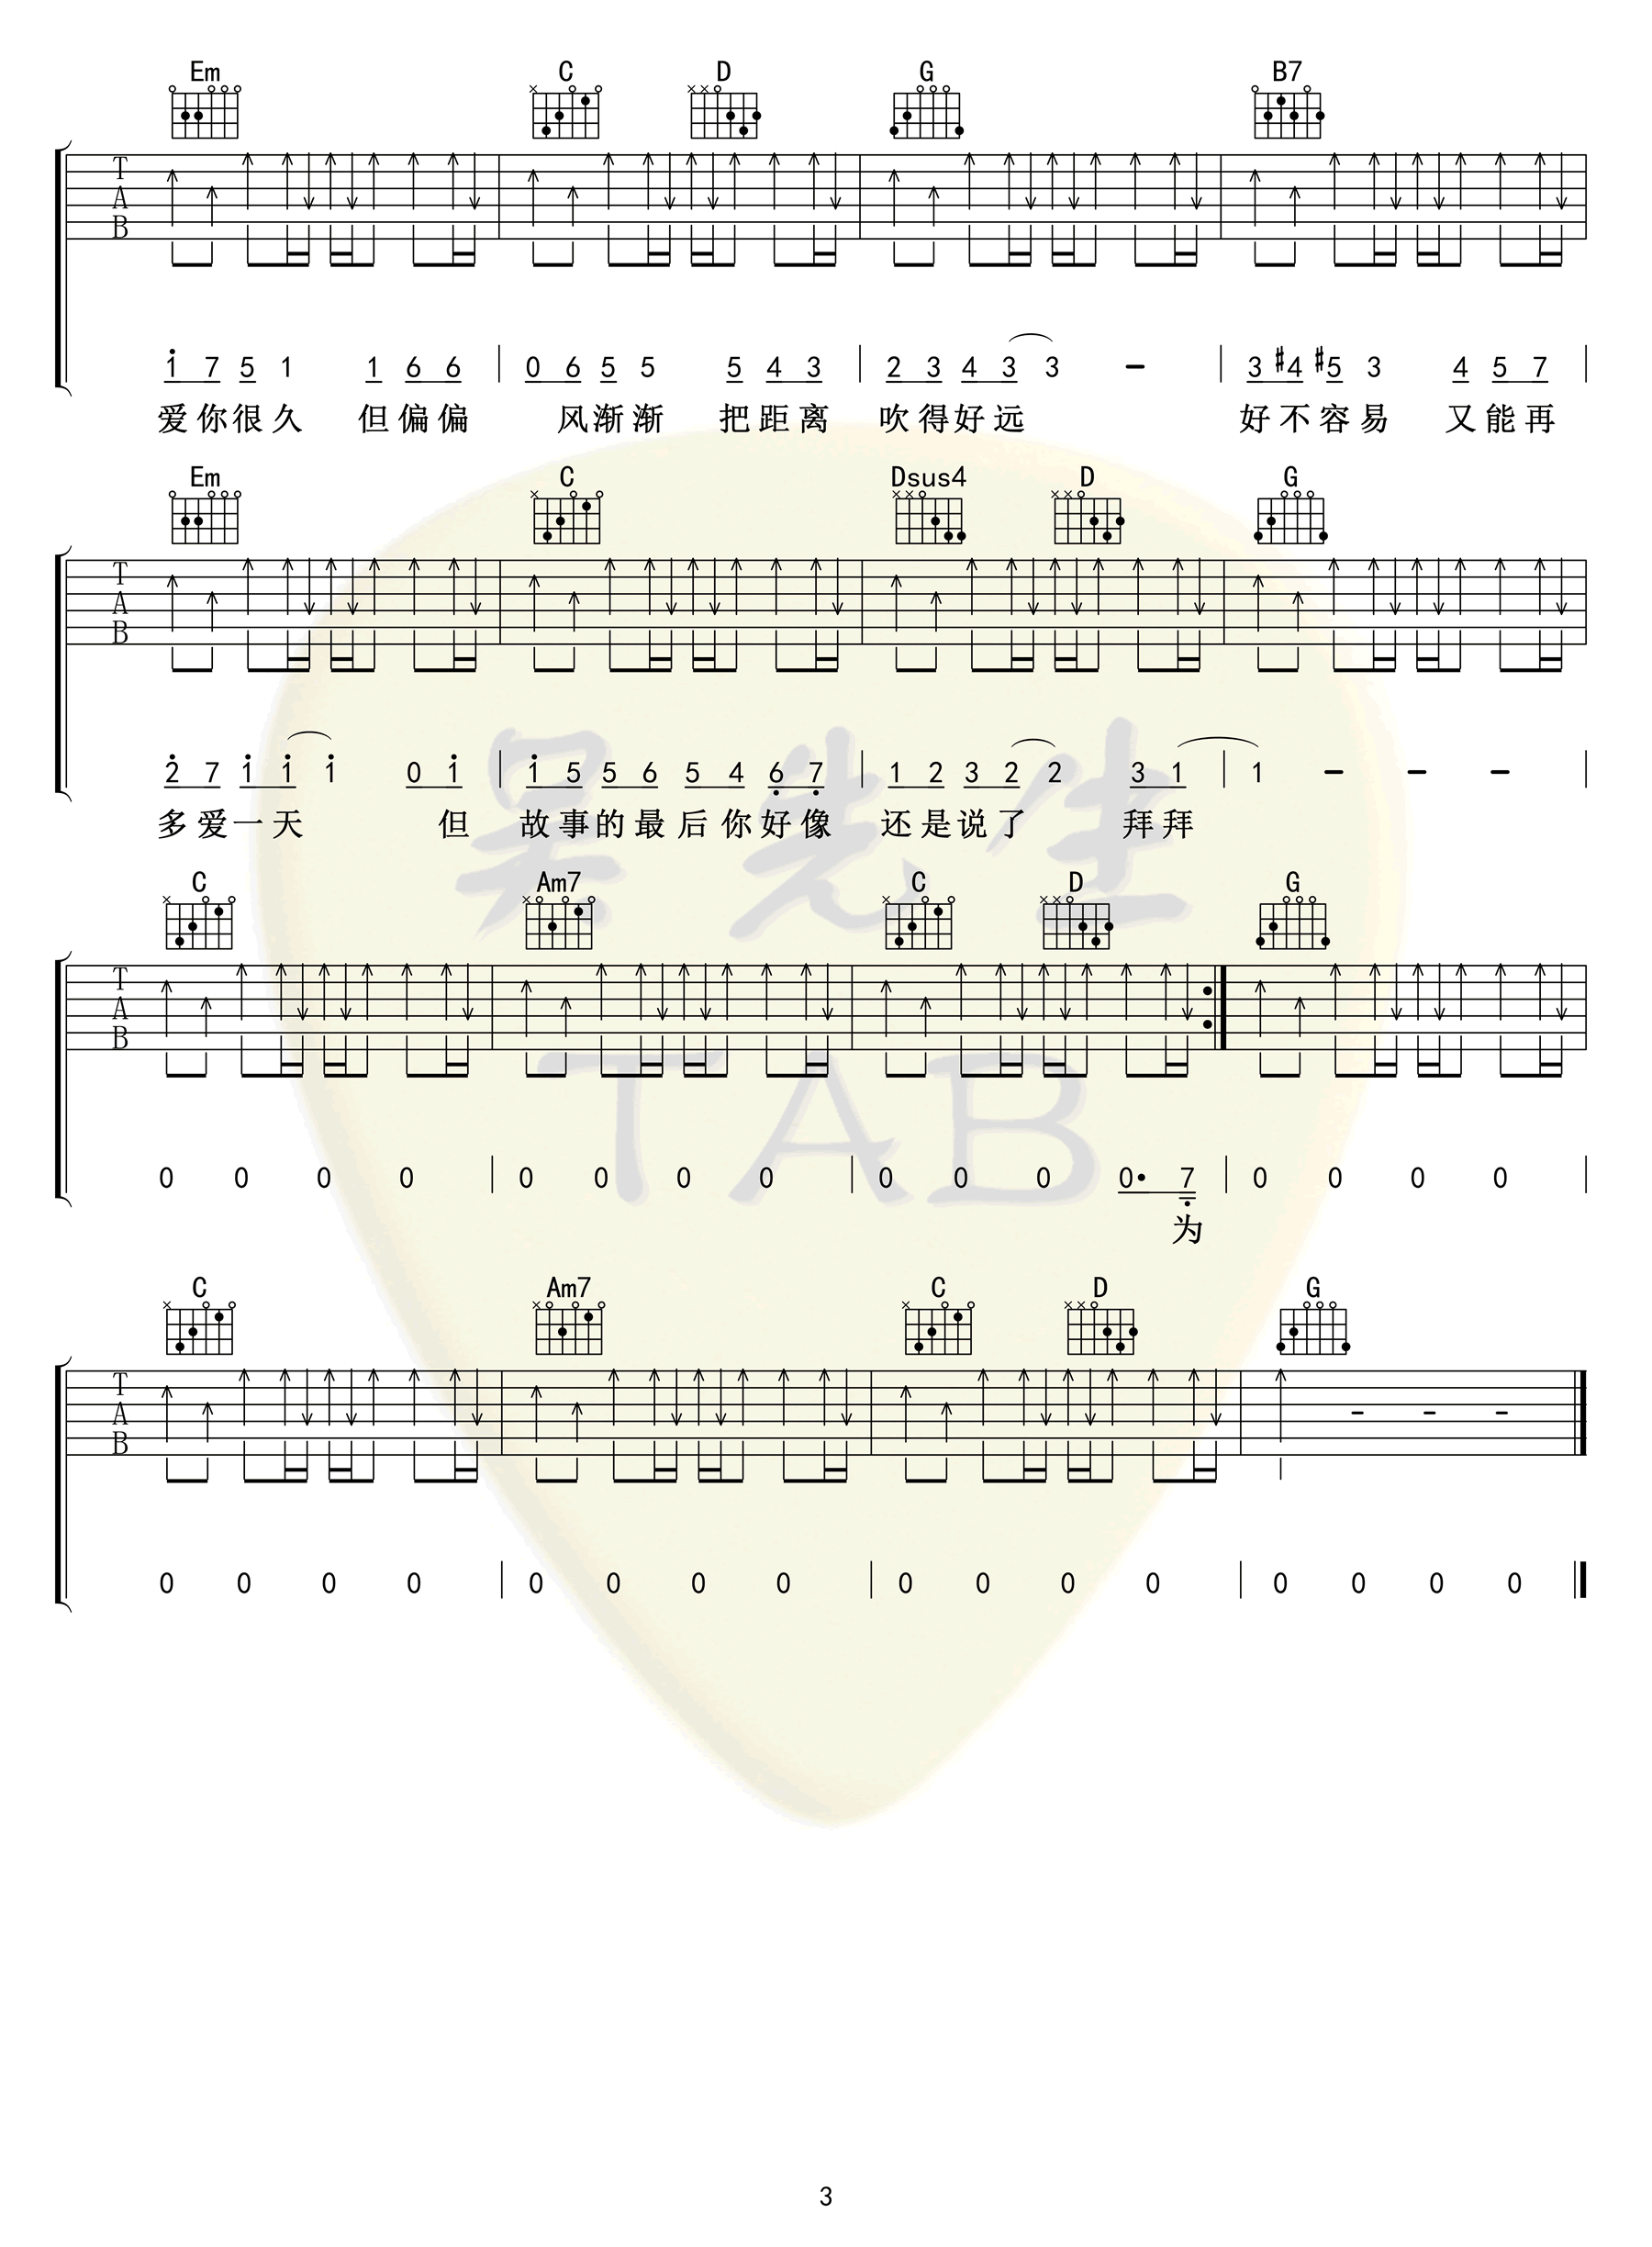 Em C D G B7
T
A
B
1 7 5 1 1 6 6 0 6 5 5 5 4 3 2 3 4 3 3 - 3 #4 #5 3 4 5 7
爱你很久 但偏偏 风渐渐 把距离 吹得好远 好不容易 又能再
Em C Dsus4 D G
T
A
B
2 7 1 1 1 0 1 1 5 5 6 5 4 6 7 1 2 3 2 2 3 1 1 - - -
多爱一天 但 故事的最后你好像 还是说了 拜拜
吴先生
C Am7 C D G
T
A
B
TAB
0 0 0 0 0 0 0 0 0 0 0 0· 7 0 0 0 0
为
C Am7 C D G
T
A
B
- - -
0 0 0 0 0 0 0 0 0 0 0 0 0 0 0 0
3